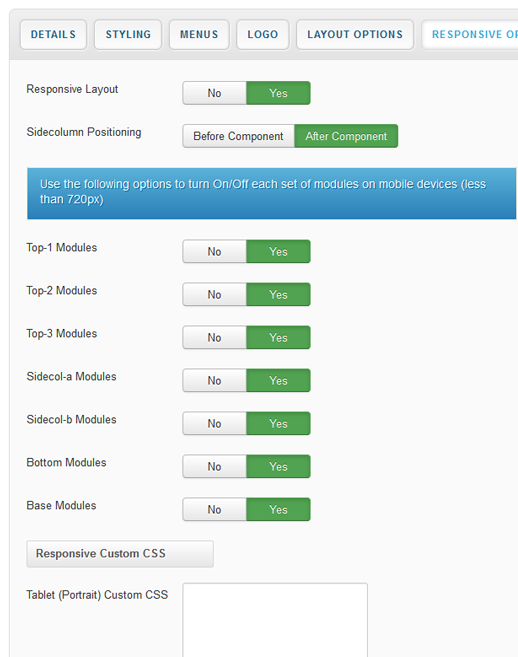 DETAILS STYLING MENUS LOGO LAYOUT OPTIONS RESPONSIVE OP
Responsive Layout No Yes
Sidecolumn Positioning Before Component After Component
Use the following options to turn On/Off each set of modules on mobile devices (less
than 720px)
Top-1 Modules No Yes
Top-2 Modules No Yes
Top-3 Modules No Yes
Sidecol-a Modules No Yes
Sidecol-b Modules No Yes
Bottom Modules No Yes
Base Modules No Yes
Responsive Custom CSS
Tablet (Portrait) Custom CSS